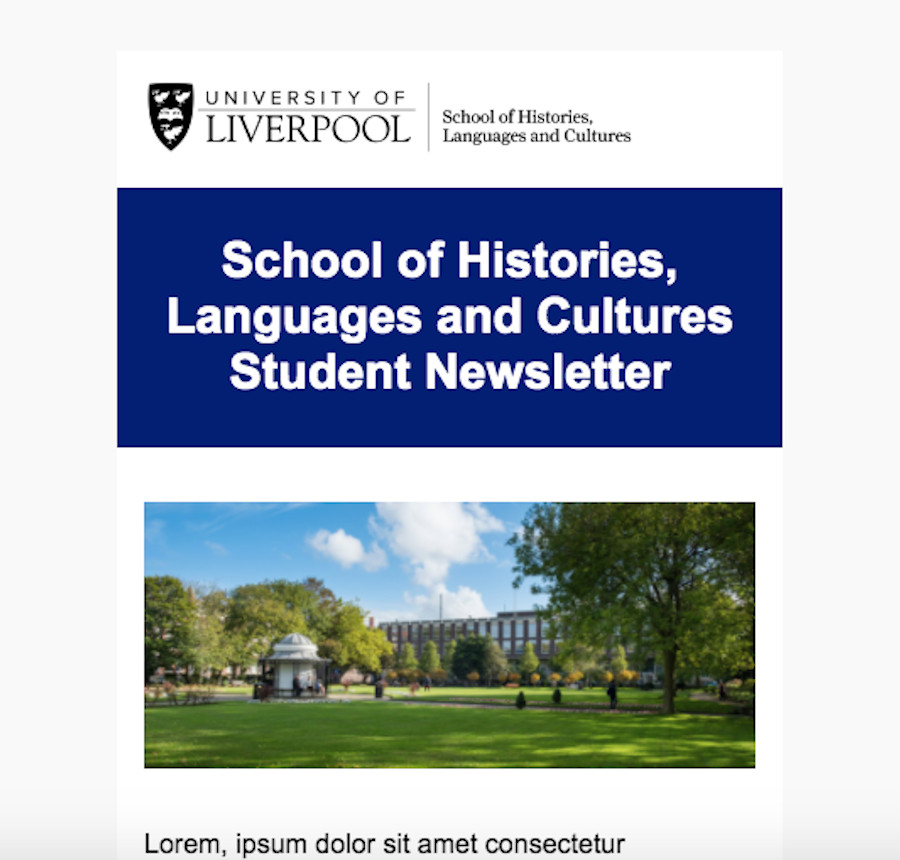 UNIVERSITY OF
LIVERPOOL
School of Histories,
Languages and Cultures
School of Histories,
Languages and Cultures
Student Newsletter
Lorem, ipsum dolor sit amet consectetur